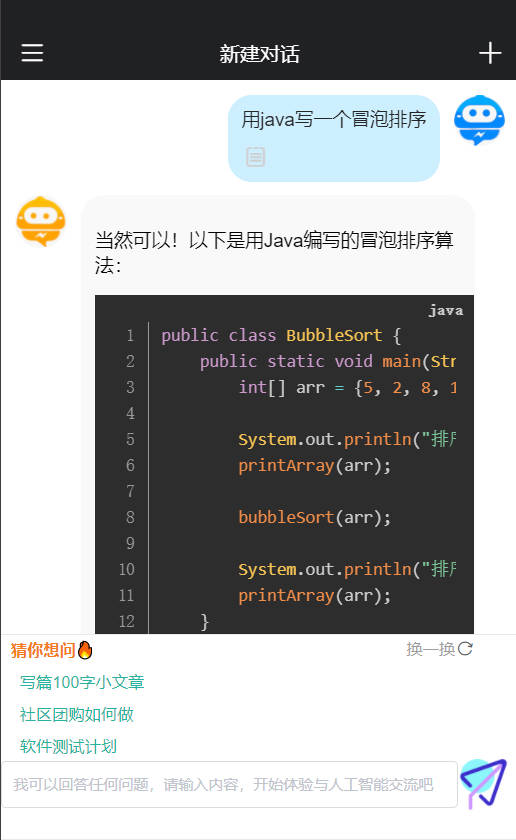 新建对话
用java写一个冒泡排序
当然可以！以下是用Java编写的冒泡排序算
法：
java
1 public class BubbleSort {
2 public static void main(Str
3 int[] arr = {5, 2, 8, 1
4
5 System.out.println("排序
6 printArray(arr);
7
8 bubbleSort(arr);
9
10 System.out.println("排序
11 printArray(arr);
12 }
猜你想问 换一换
写篇100字小文章
社区团购如何做
软件测试计划
我可以回答任何问题，请输入内容，开始体验与人工智能交流吧